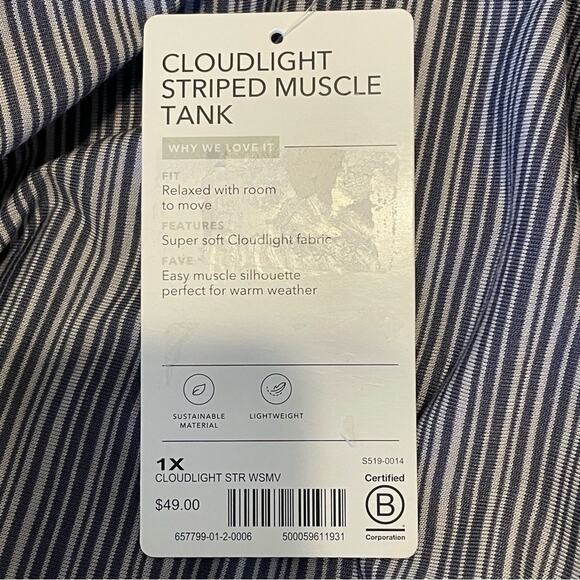 CLOUDLIGHT
STRIPED MUSCLE
TANK
WHY WE LOVE IT
FIT
Relaxed with room
to move
FEATURES
Super soft Cloudlight fabric
FAVE
Easy muscle silhouette
perfect for warm weather
SUSTAINABLE
MATERIAL
LIGHTWEIGHT
1X
S519-0014
CLOUDLIGHT STR WSMV
$49.00
657799-01-2-0006
500059611931
Certified
B
Corporation